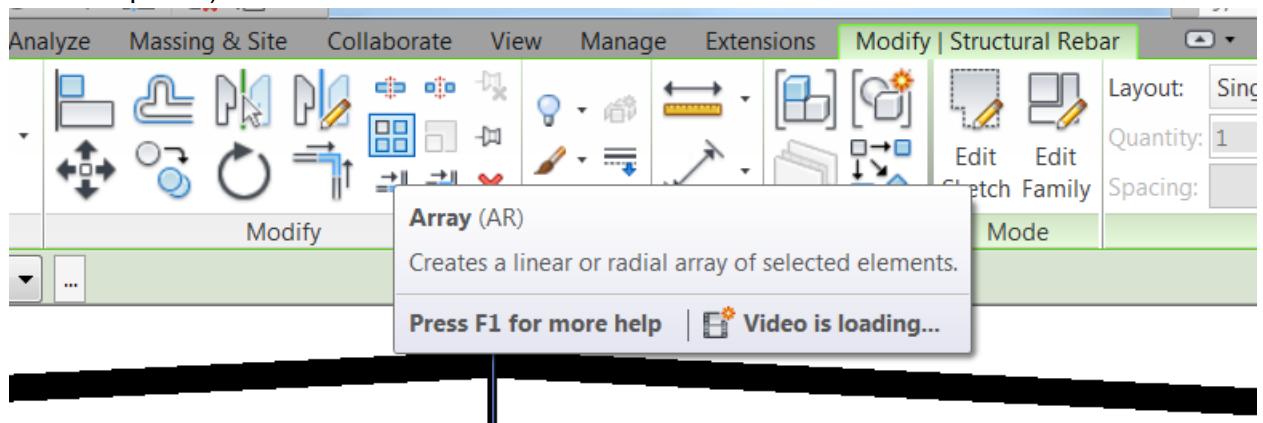 Analyze Massing & Site Collaborate View Manage Extensions Modify | Structural Rebar
Layout: Sing
Quantity: 1
Edit Edit
Sketch Family
Spacing:
Modify
Mode
...
Array (AR)
Creates a linear or radial array of selected elements.
Press F1 for more help Video is loading...